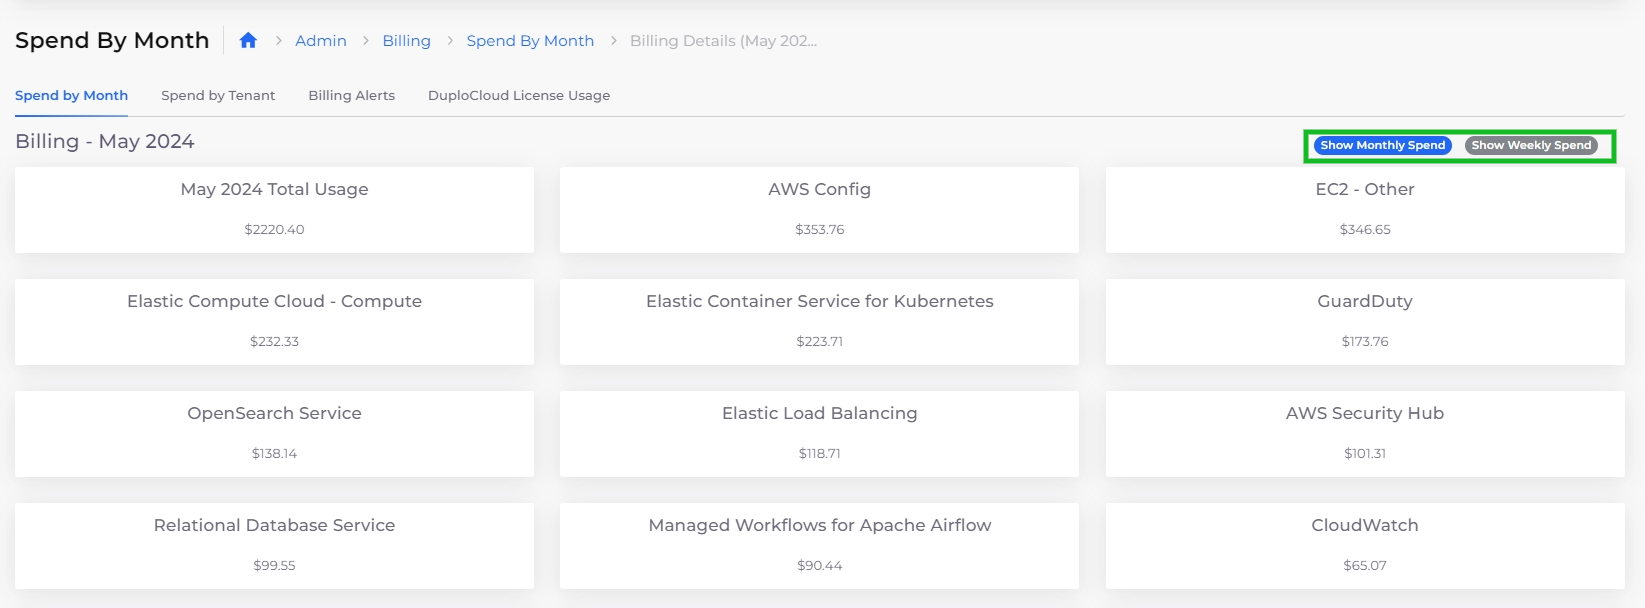 Spend By Month
Admin > Billing > Spend By Month > Billing Details (May 202...
Spend by Month Spend by Tenant Billing Alerts DuploCloud License Usage
Billing - May 2024
Show Monthly Spend Show Weekly Spend
May 2024 Total Usage
$2220.40
AWS Config
$353.76
EC2 - Other
$346.65
Elastic Compute Cloud - Compute
$232.33
Elastic Container Service for Kubernetes
$223.71
GuardDuty
$173.76
OpenSearch Service
$138.14
Elastic Load Balancing
$118.71
AWS Security Hub
$101.31
Relational Database Service
$99.55
Managed Workflows for Apache Airflow
$90.44
CloudWatch
$65.07